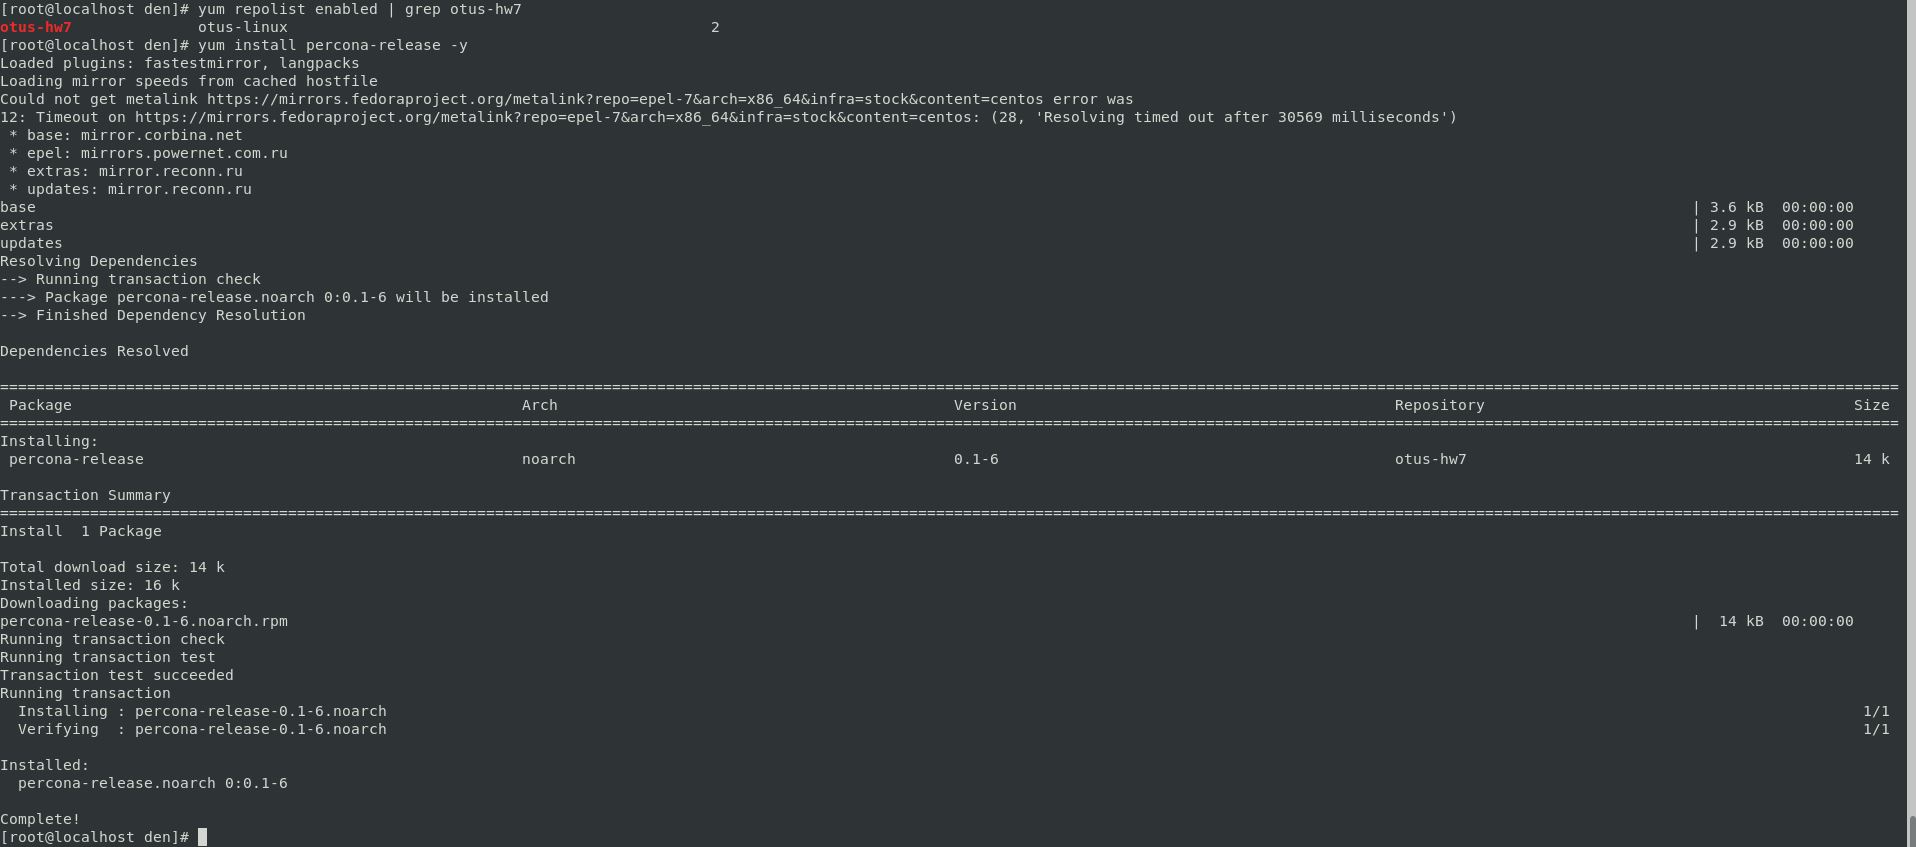 [root@localhost den]# yum repolist enabled | grep otus-hw7
otus-hw7              otus-linux                                               2
[root@localhost den]# yum install percona-release -y
Loaded plugins: fastestmirror, langpacks
Loading mirror speeds from cached hostfile
Could not get metalink https://mirrors.fedoraproject.org/metalink?repo=epel-7&arch=x86_64&infra=stock&content=centos error was
12: Timeout on https://mirrors.fedoraproject.org/metalink?repo=epel-7&arch=x86_64&infra=stock&content=centos: (28, 'Resolving timed out after 30569 milliseconds')
 * base: mirror.corbina.net
 * epel: mirrors.powernet.com.ru
 * extras: mirror.reconn.ru
 * updates: mirror.reconn.ru
base | 3.6 kB  00:00:00
extras | 2.9 kB  00:00:00
updates | 2.9 kB  00:00:00
Resolving Dependencies
--> Running transaction check
---> Package percona-release.noarch 0:0.1-6 will be installed
--> Finished Dependency Resolution

Dependencies Resolved

================================================================================
 Package Arch Version Repository Size
================================================================================
Installing:
 percona-release noarch 0.1-6 otus-hw7 14 k

Transaction Summary
================================================================================
Install  1 Package

Total download size: 14 k
Installed size: 16 k
Downloading packages:
percona-release-0.1-6.noarch.rpm |  14 kB  00:00:00
Running transaction check
Running transaction test
Transaction test succeeded
Running transaction
  Installing : percona-release-0.1-6.noarch 1/1
  Verifying  : percona-release-0.1-6.noarch 1/1

Installed:
  percona-release.noarch 0:0.1-6

Complete!
[root@localhost den]#